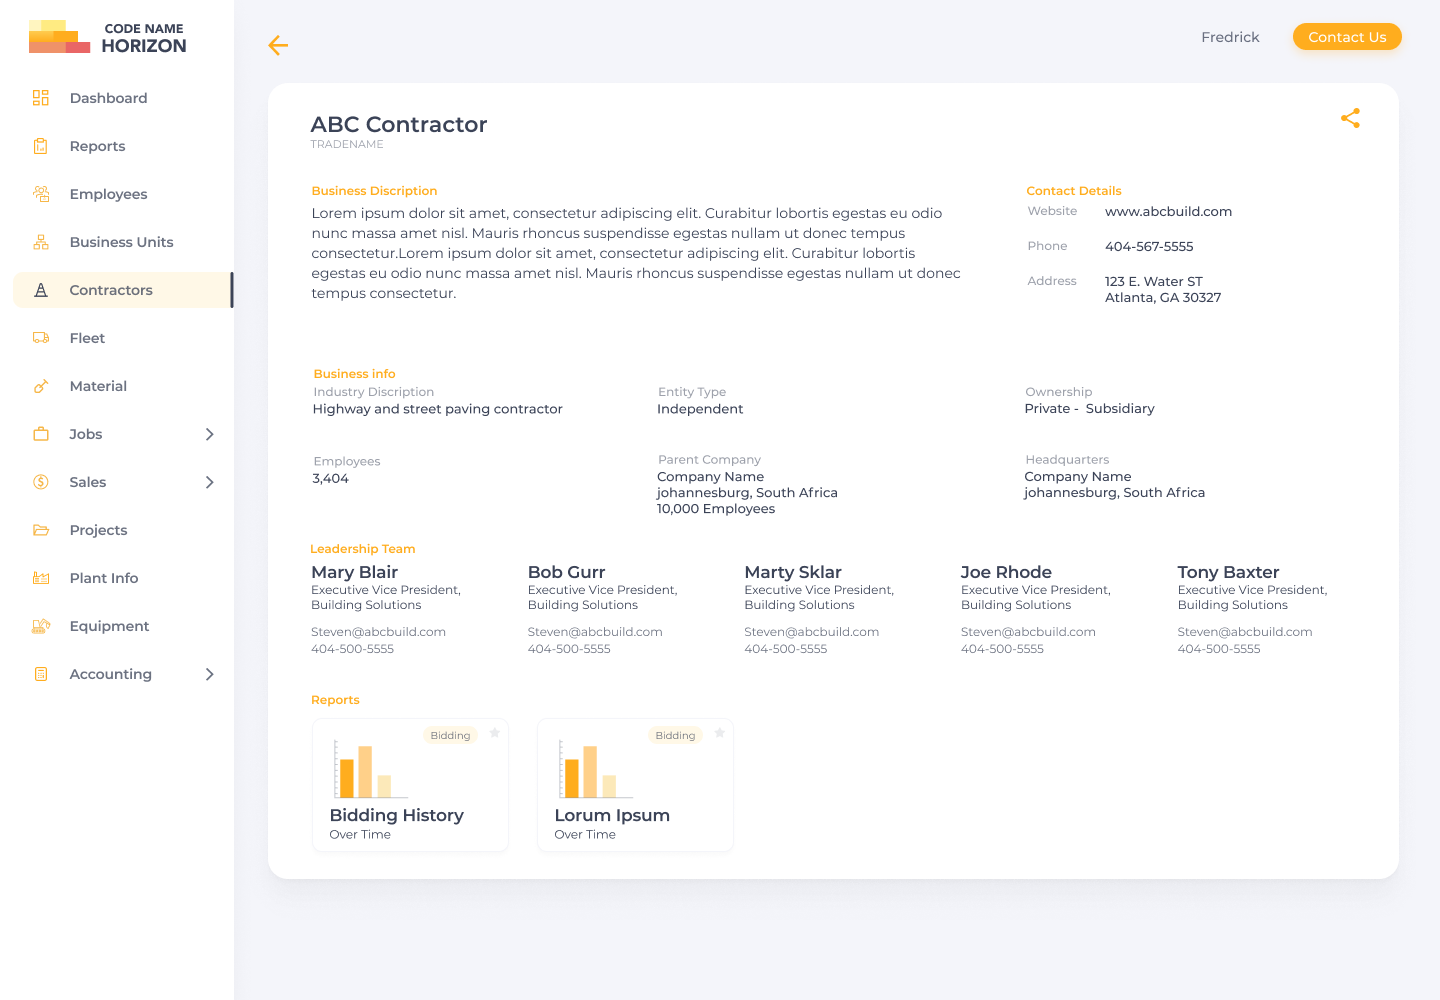 CODE NAME
HORIZON
Dashboard
Reports
Employees
Business Units
Contractors
Fleet
Material
Jobs
Sales
Projects
Plant Info
Equipment
Accounting
Fredrick
Contact Us
ABC Contractor
TRADENAME
Business Discription
Lorem ipsum dolor sit amet, consectetur adipiscing elit. Curabitur lobortis egestas eu odio
nunc massa amet nisl. Mauris rhoncus suspendisse egestas nullam ut donec tempus
consectetur.Lorem ipsum dolor sit amet, consectetur adipiscing elit. Curabitur lobortis
egestas eu odio nunc massa amet nisl. Mauris rhoncus suspendisse egestas nullam ut donec
tempus consectetur.
Contact Details
Website www.abcbuild.com
Phone 404-567-5555
Address 123 E. Water ST
Atlanta, GA 30327
Business info
Industry Discription
Highway and street paving contractor
Entity Type
Independent
Ownership
Private - Subsidiary
Employees
3,404
Parent Company
Company Name
johannesburg, South Africa
10,000 Employees
Headquarters
Company Name
johannesburg, South Africa
Leadership Team
Mary Blair
Executive Vice President,
Building Solutions
Steven@abcbuild.com
404-500-5555
Bob Gurr
Executive Vice President,
Building Solutions
Steven@abcbuild.com
404-500-5555
Marty Sklar
Executive Vice President,
Building Solutions
Steven@abcbuild.com
404-500-5555
Joe Rhode
Executive Vice President,
Building Solutions
Steven@abcbuild.com
404-500-5555
Tony Baxter
Executive Vice President,
Building Solutions
Steven@abcbuild.com
404-500-5555
Reports
Bidding
Bidding History
Over Time
Bidding
Lorum Ipsum
Over Time